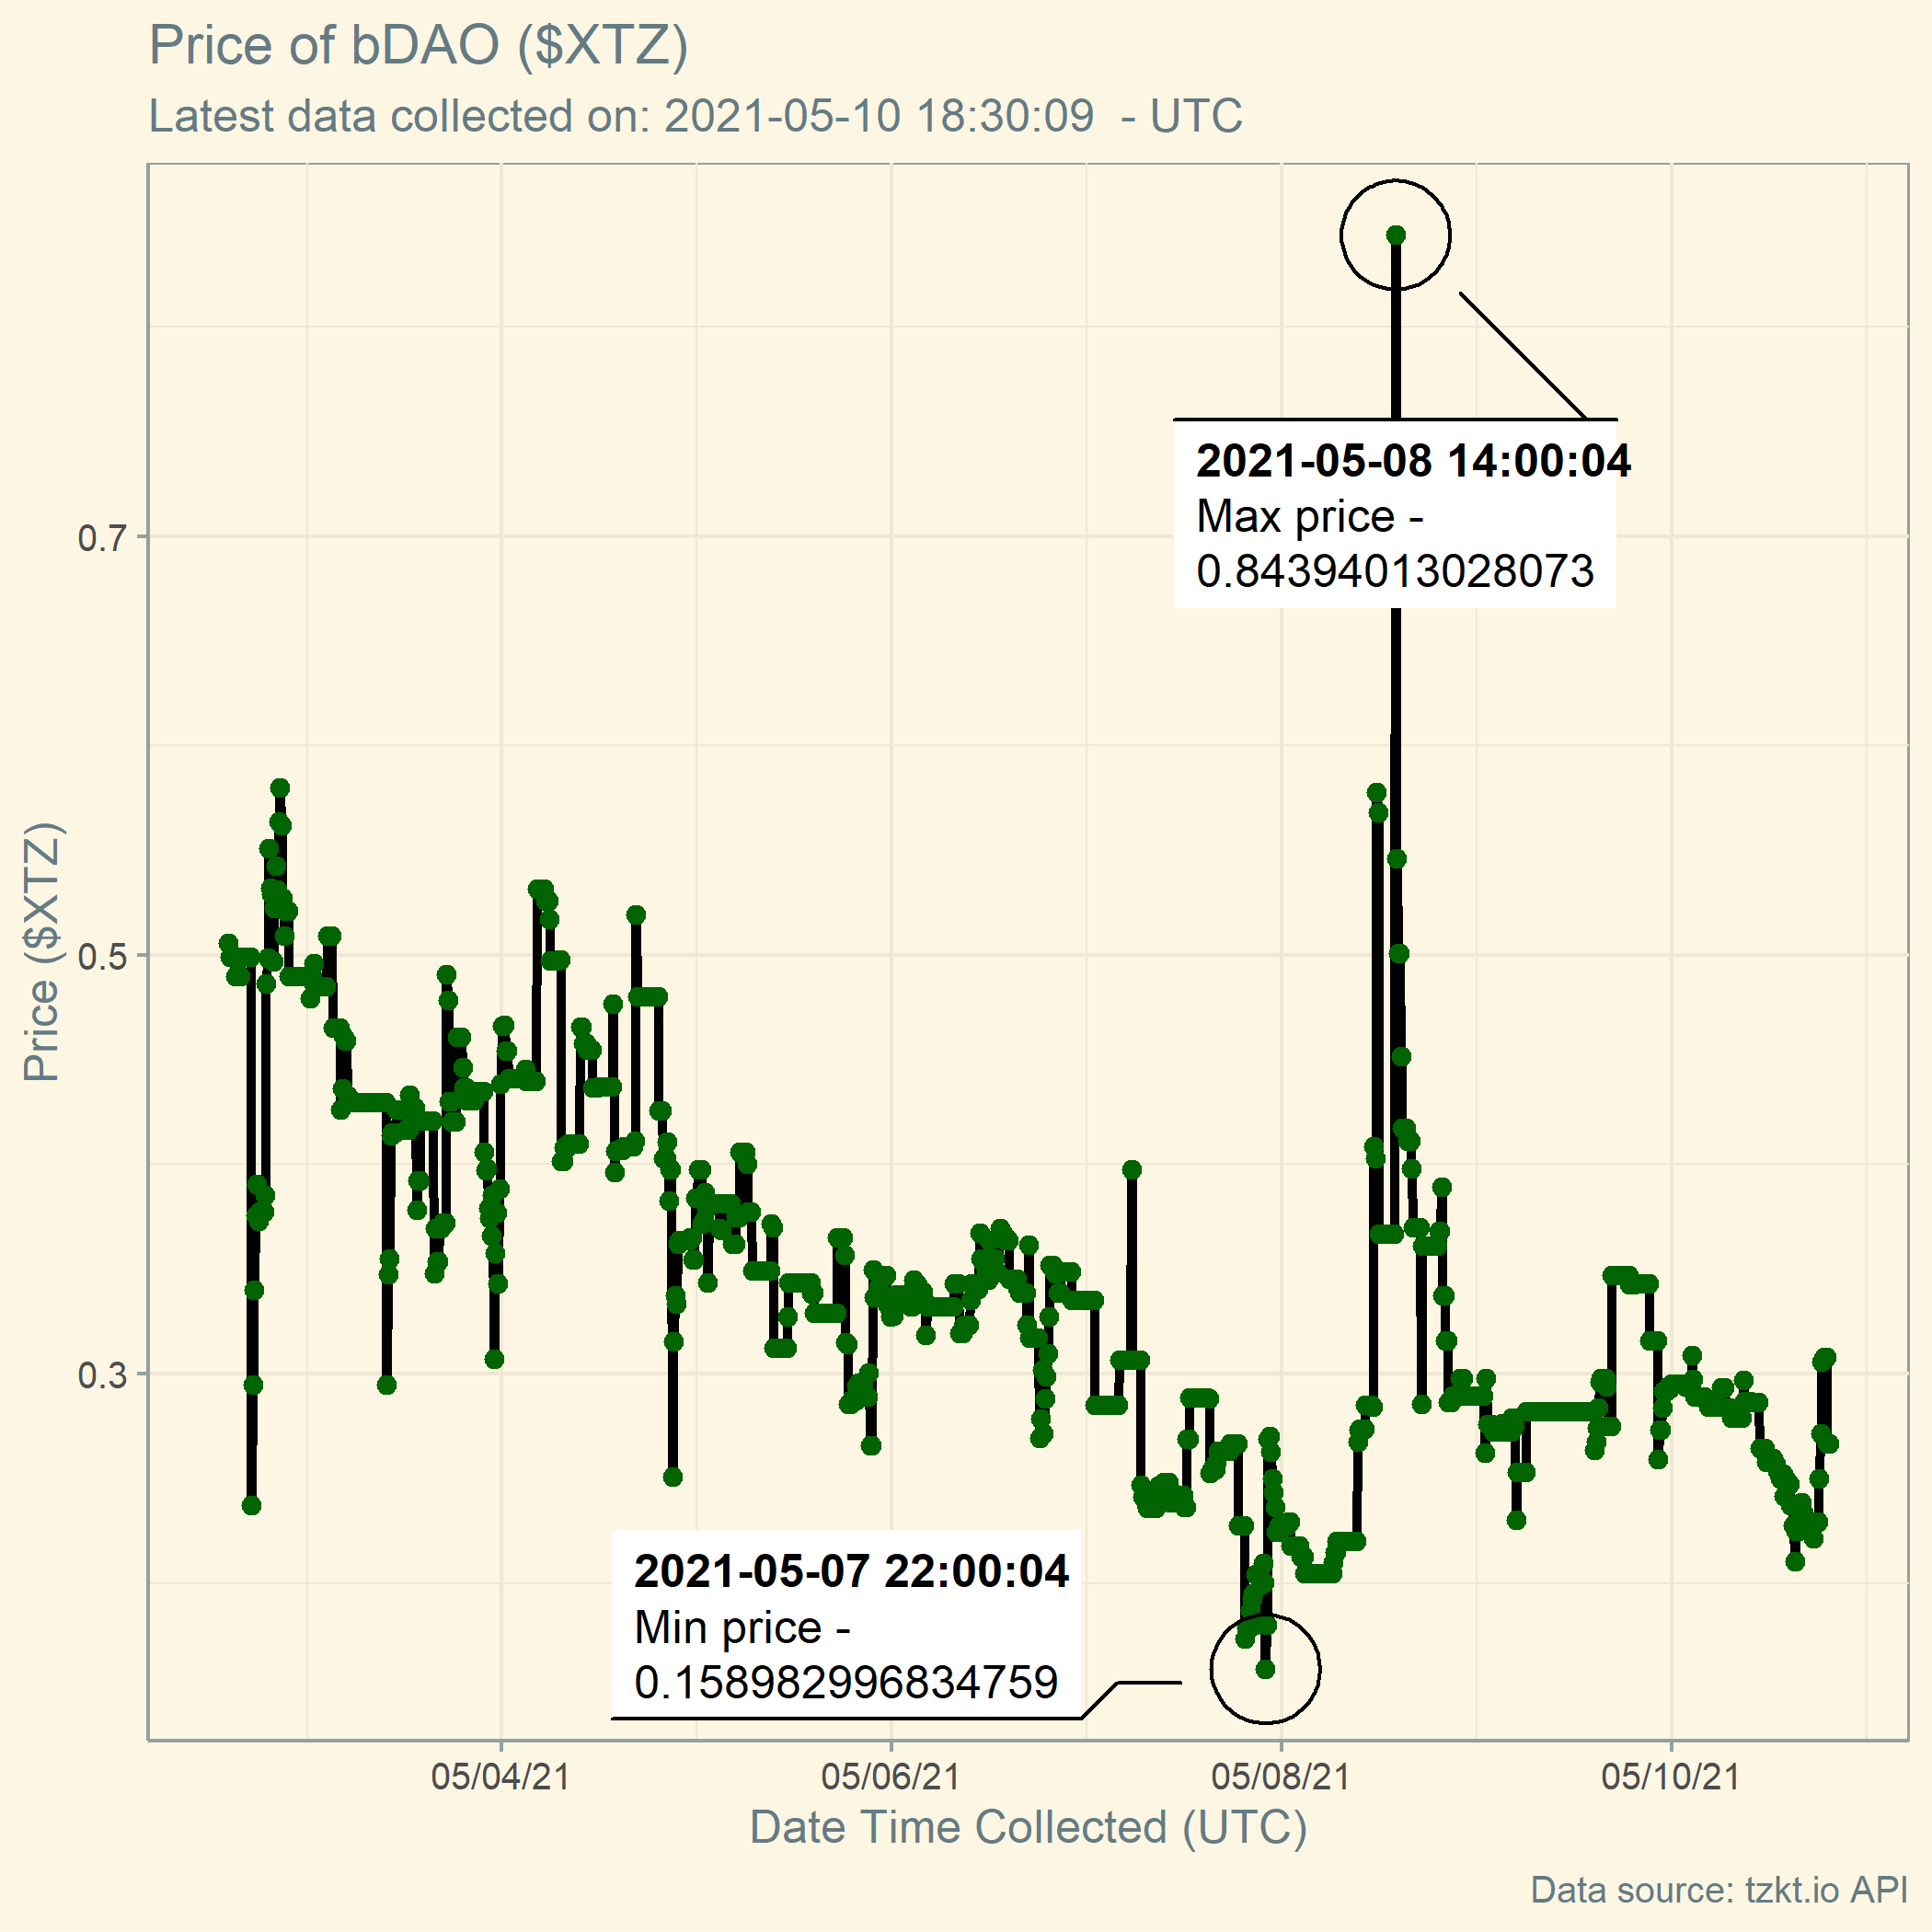 Price of bDAO ($XTZ)
Latest data collected on: 2021-05-10 18:30:09  - UTC
2021-05-08 14:00:04
Max price -
0.84394013028073
0.7
Price ($XTZ)
0.5
0.3
2021-05-07 22:00:04
Min price -
0.158982996834759
05/04/21
05/06/21
05/08/21
05/10/21
Date Time Collected (UTC)
Data source: tzkt.io API